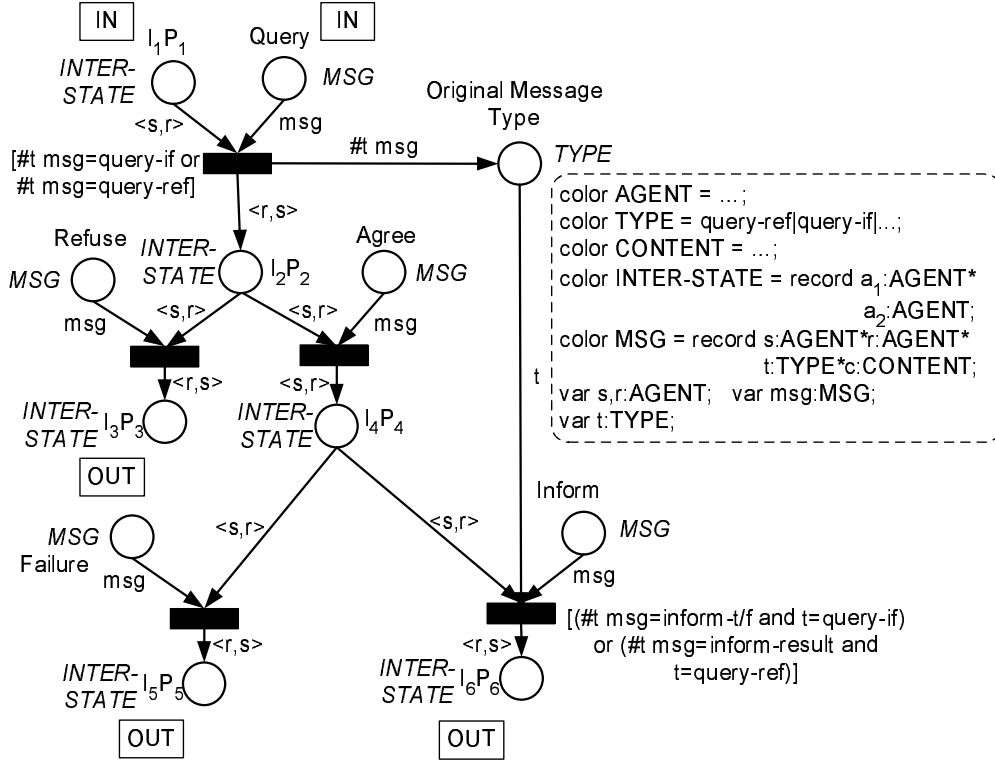 IN
IN
I1P1
Query
INTER-
STATE
MSG
Original Message
Type
<s,r>
msg
#t msg
TYPE
[#t msg=query-if or
#t msg=query-ref]
<r,s>
color AGENT = ...;
color TYPE = query-ref|query-if|...;
color CONTENT = ...;
color INTER-STATE = record a1:AGENT*
a2:AGENT;
color MSG = record s:AGENT*r:AGENT*
t:TYPE*c:CONTENT;
var s,r:AGENT; var msg:MSG;
var t:TYPE;
Refuse
MSG
INTER-
STATE
I2P2
Agree
MSG
msg
<s,r>
<s,r>
msg
<r,s>
<s,r>
t
INTER-
STATE
I3P3
INTER-
STATE
I4P4
OUT
MSG
Failure
<s,r>
<s,r>
Inform
MSG
msg
msg
[(#t msg=inform-t/f and t=query-if)
or (#t msg=inform-result and
t=query-ref)]
<r,s>
<r,s>
INTER-
STATE
I5P5
INTER-
STATE
I6P6
OUT
OUT